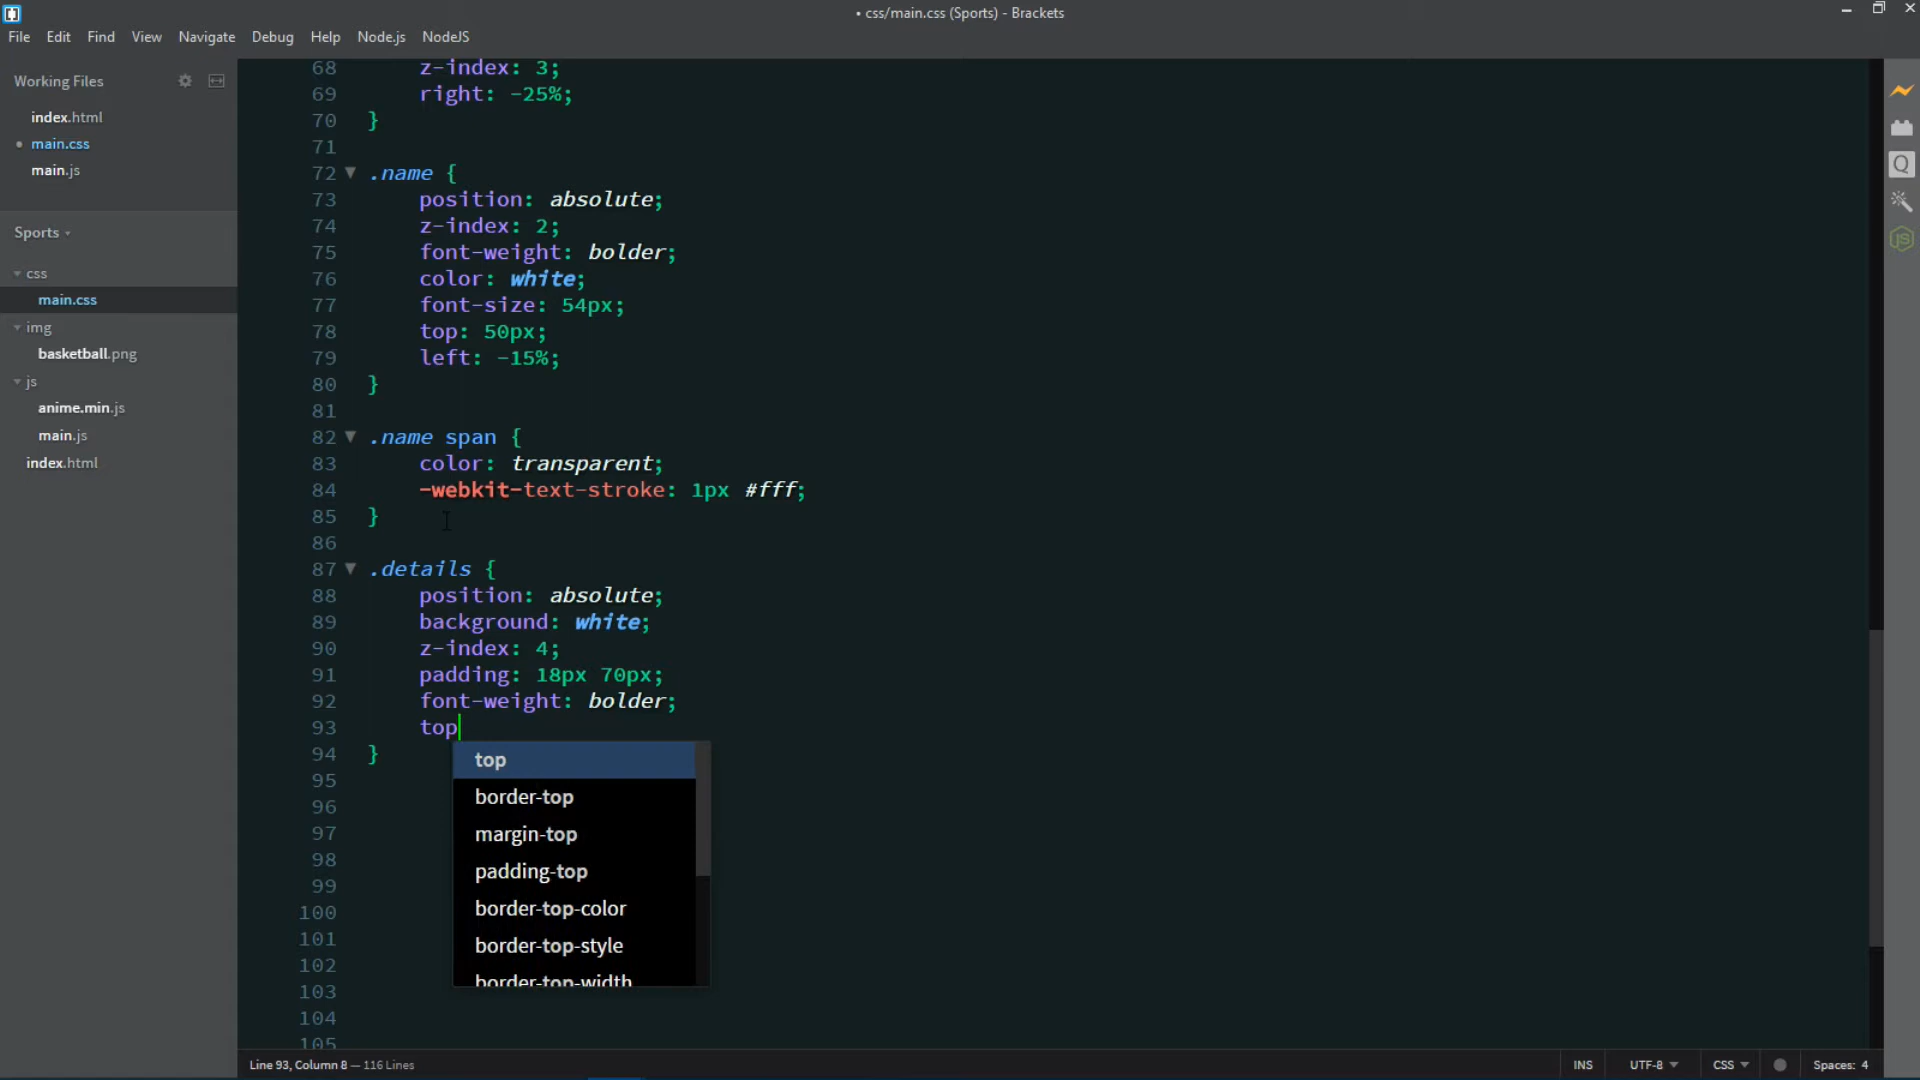 • css/main.css (Sports) - Brackets
File Edit Find View Navigate Debug Help Node.js NodeJS
Working Files
index.html
• main.css
main.js
Sports
css
main.css
img
basketball.png
js
anime.min.js
main.js
index.html
68 z-index: 3;
69 right: -25%;
70 }
71
72 .name {
73 position: absolute;
74 z-index: 2;
75 font-weight: bolder;
76 color: white;
77 font-size: 54px;
78 top: 50px;
79 left: -15%;
80 }
81
82 .name span {
83 color: transparent;
84 -webkit-text-stroke: 1px #fff;
85 }
86
87 .details {
88 position: absolute;
89 background: white;
90 z-index: 4;
91 padding: 18px 70px;
92 font-weight: bolder;
93 top
94 }
95
96
97
98
99
100
101
102
103
104
105
top
border-top
margin-top
padding-top
border-top-color
border-top-style
border-top-width
Q
JS
Line 93, Column 8 — 116 Lines
INS UTF-8 CSS Spaces: 4